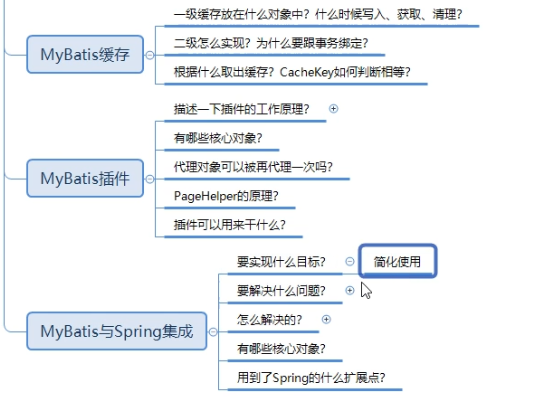 一级缓存放在什么对象中？什么时候写入、获取、清理？
MyBatis缓存
二级怎么实现？为什么要跟事务绑定？
根据什么取出缓存？CacheKey如何判断相等？
描述一下插件的工作原理？
有哪些核心对象？
MyBatis插件
代理对象可以被再代理一次吗？
PageHelper的原理？
插件可以用来干什么？
要实现什么目标？
简化使用
要解决什么问题？
MyBatis与Spring集成
怎么解决的？
有哪些核心对象？
用到了Spring的什么扩展点？